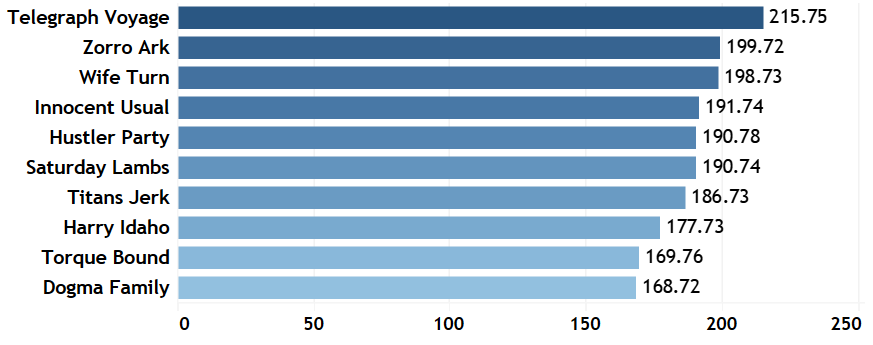 Telegraph Voyage 215.75
Zorro Ark 199.72
Wife Turn 198.73
Innocent Usual 191.74
Hustler Party 190.78
Saturday Lambs 190.74
Titans Jerk 186.73
Harry Idaho 177.73
Torque Bound 169.76
Dogma Family 168.72
0 50 100 150 200 250